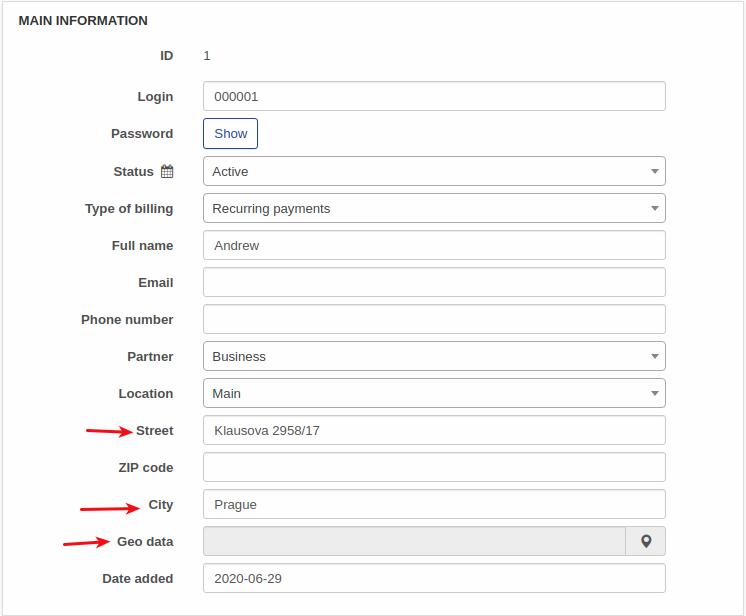 MAIN INFORMATION
ID 1
Login 000001
Password Show
Status Active
Type of billing Recurring payments
Full name Andrew
Email
Phone number
Partner Business
Location Main
Street Klausova 2958/17
ZIP code
City Prague
Geo data
Date added 2020-06-29